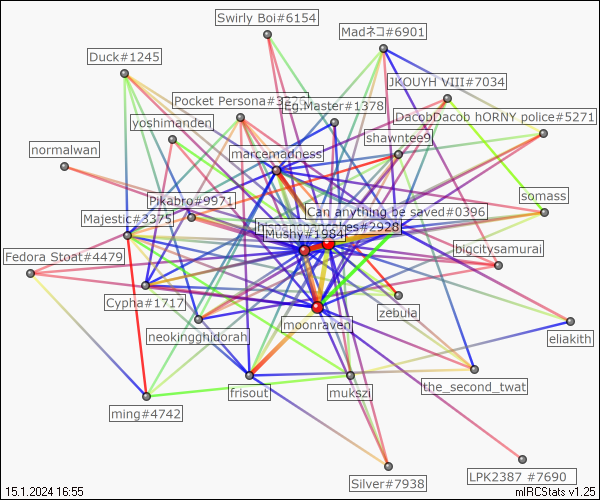 Swirly Boi#6154
Madネコ#6901
Duck#1245
JKOUYH VIII#7034
Pocket Persona#3
Eg.Master#1378
DacobDacob hORNY police#5271
yoshimanden
shawntee9
normalwan
marcemadness
Pikabro#9971
somass
Majestic#3375
Can anything be saved#0396
es#2928
Mushy#1984
Fedora Stoat#4479
bigcitysamurai
Cypha#1717
zebula
moonraven
neokingghidorah
eliakith
frisout
mukszi
the_second_twat
ming#4742
Silver#7938
LPK2387 #7690
15.1.2024 16:55
mIRCStats v1.25